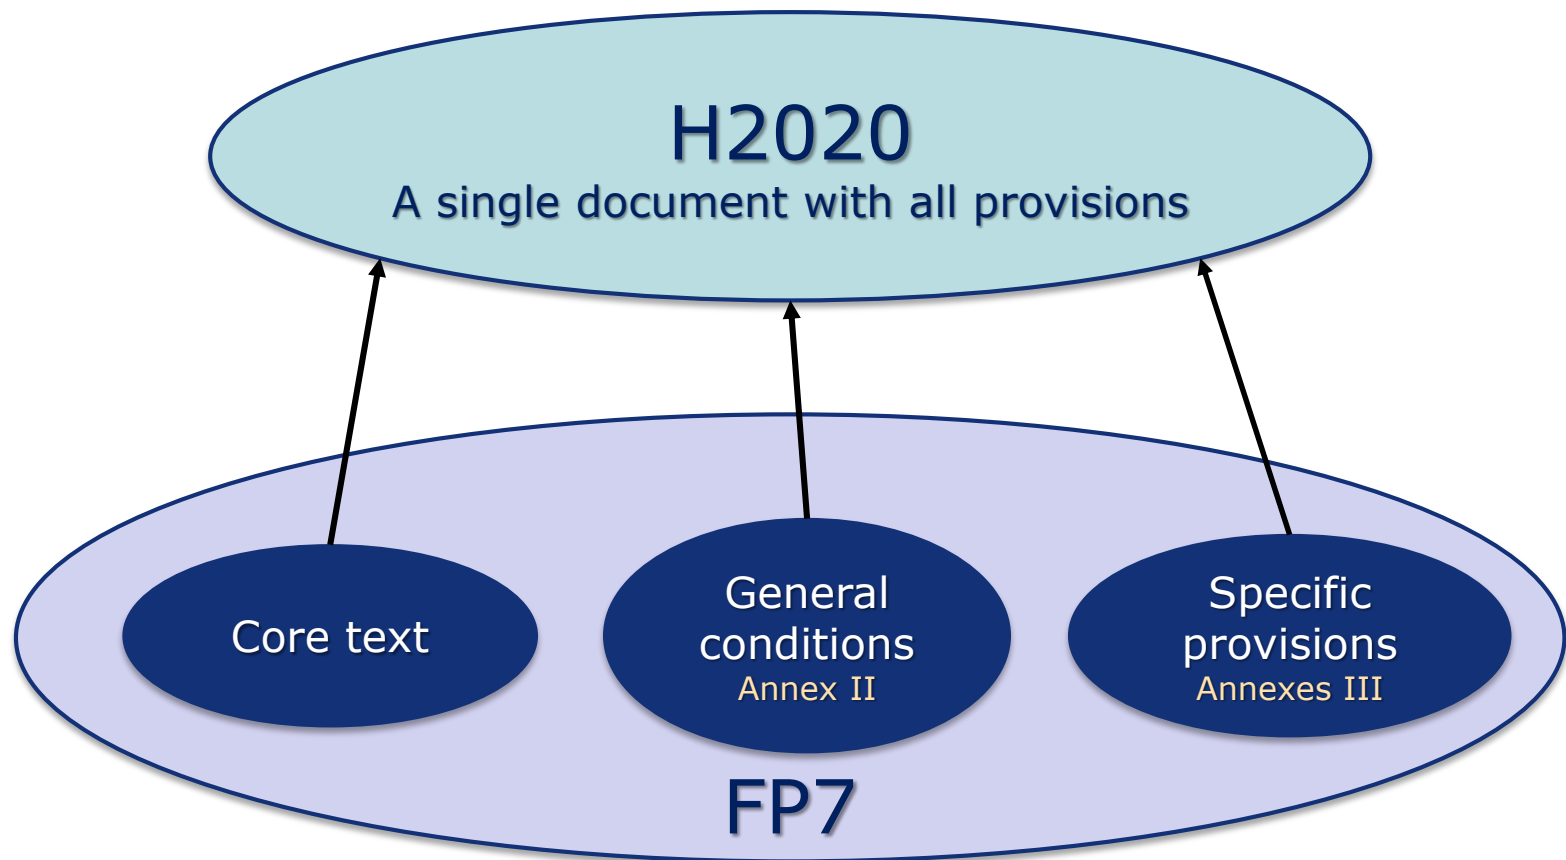 H2020
A single document with all provisions
Core text
General
conditions
Annex II
Specific
provisions
Annexes III
FP7